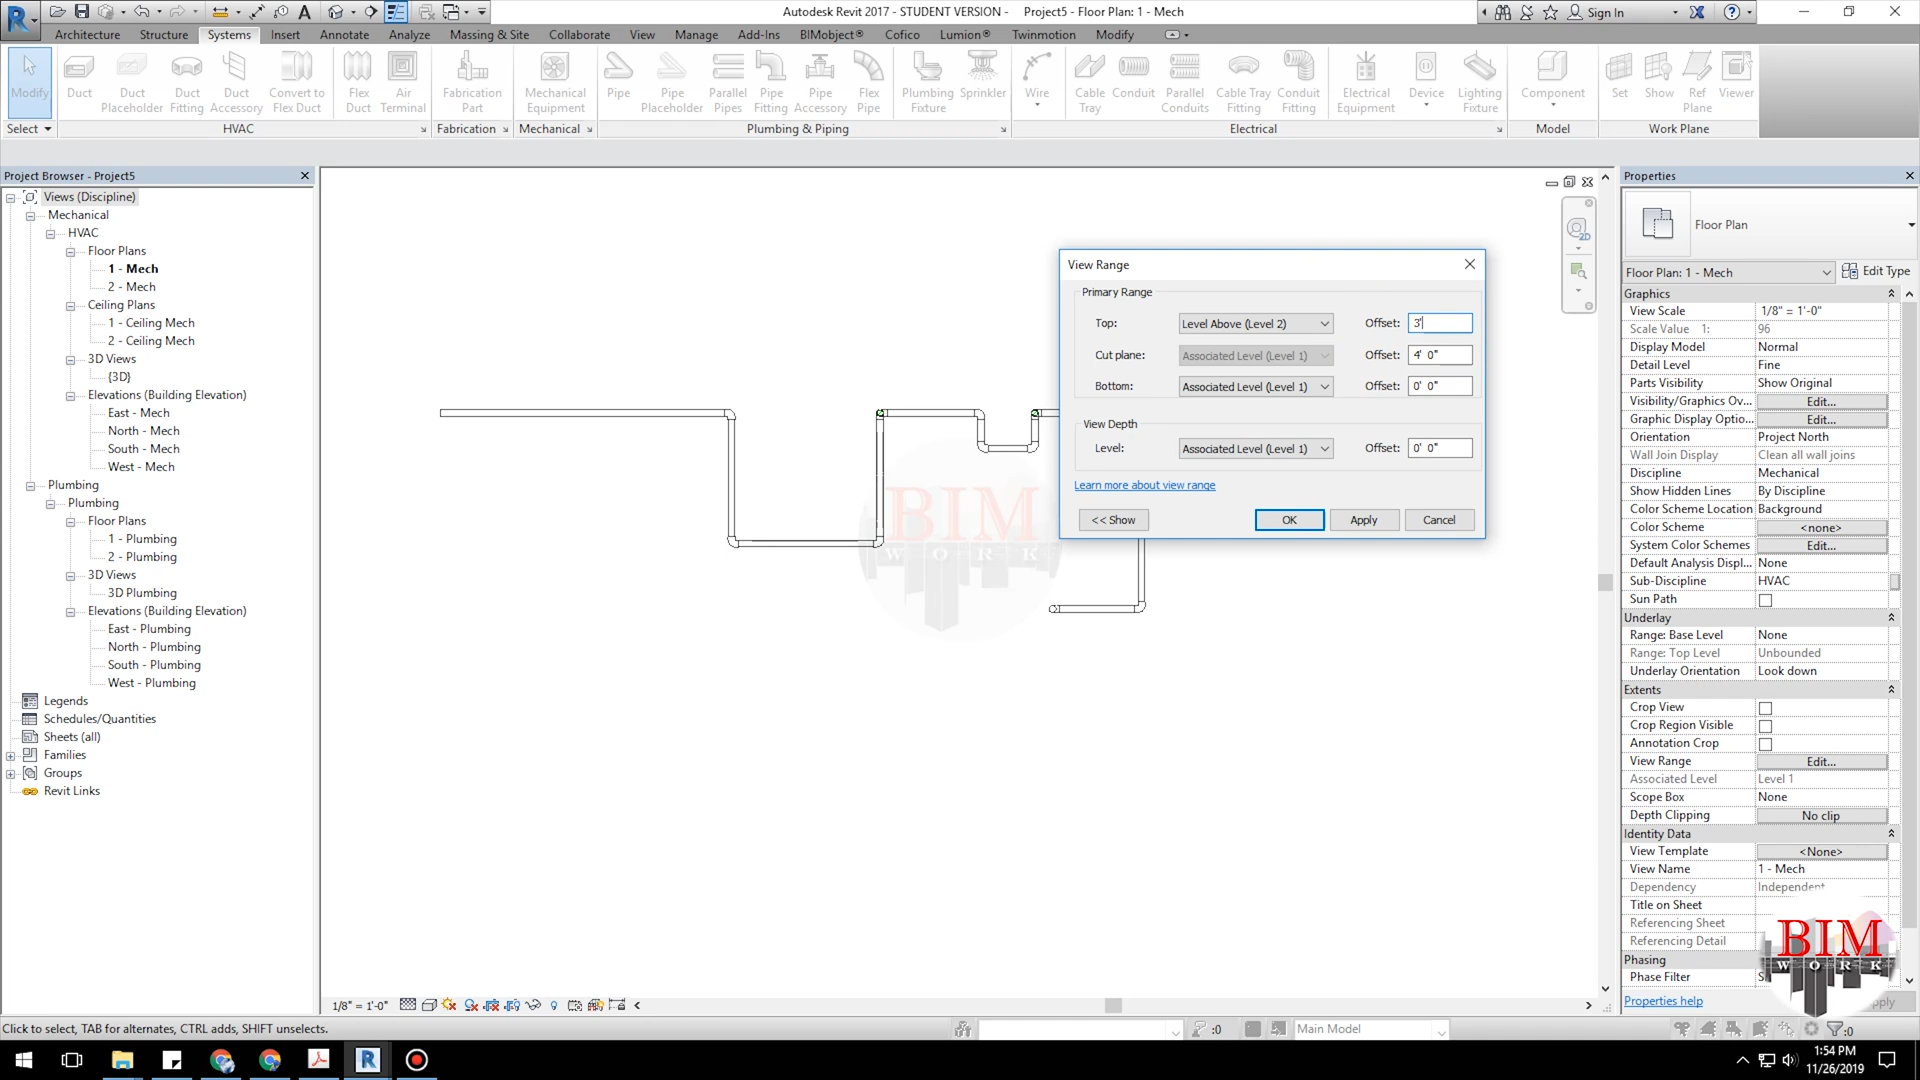 Autodesk Revit 2017 - STUDENT VERSION - Project5 - Floor Plan: 1 - Mech
Sign In
Architecture Structure Systems Insert Annotate Analyze Massing & Site Collaborate View Manage Add-Ins BIMobject® Cofico Lumion® Twinmotion Modify
Modify Duct Duct Placeholder Duct Fitting Duct Accessory Convert to Flex Duct Flex Duct Air Terminal Fabrication Part Mechanical Equipment Pipe Pipe Placeholder Parallel Pipes Pipe Fitting Pipe Accessory Flex Pipe Plumbing Fixture Sprinkler Wire Cable Tray Conduit Parallel Conduits Cable Tray Fitting Conduit Fitting Electrical Equipment Device Lighting Fixture Component Set Show Ref Plane Viewer
Select HVAC Fabrication Mechanical Plumbing & Piping Electrical Model Work Plane
Project Browser - Project5
Views (Discipline)
Mechanical
HVAC
Floor Plans
1 - Mech
2 - Mech
Ceiling Plans
1 - Ceiling Mech
2 - Ceiling Mech
3D Views
{3D}
Elevations (Building Elevation)
East - Mech
North - Mech
South - Mech
West - Mech
Plumbing
Plumbing
Floor Plans
1 - Plumbing
2 - Plumbing
3D Views
3D Plumbing
Elevations (Building Elevation)
East - Plumbing
North - Plumbing
South - Plumbing
West - Plumbing
Legends
Schedules/Quantities
Sheets (all)
Families
Groups
Revit Links
2D
BIM
WORK
View Range
Primary Range
Top: Level Above (Level 2) Offset: 3'
Cut plane: Associated Level (Level 1) Offset: 4' 0"
Bottom: Associated Level (Level 1) Offset: 0' 0"
View Depth
Level: Associated Level (Level 1) Offset: 0' 0"
Learn more about view range
<< Show OK Apply Cancel
Properties
Floor Plan
Floor Plan: 1 - Mech Edit Type
Graphics
View Scale 1/8" = 1'-0"
Scale Value 1: 96
Display Model Normal
Detail Level Fine
Parts Visibility Show Original
Visibility/Graphics Ov... Edit...
Graphic Display Optio... Edit...
Orientation Project North
Wall Join Display Clean all wall joins
Discipline Mechanical
Show Hidden Lines By Discipline
Color Scheme Location Background
Color Scheme <none>
System Color Schemes Edit...
Default Analysis Displ... None
Sub-Discipline HVAC
Sun Path
Underlay
Range: Base Level None
Range: Top Level Unbounded
Underlay Orientation Look down
Extents
Crop View
Crop Region Visible
Annotation Crop
View Range Edit...
Associated Level Level 1
Scope Box None
Depth Clipping No clip
Identity Data
View Template <None>
View Name 1 - Mech
Dependency Independent
Title on Sheet
Referencing Sheet
Referencing Detail
Phasing
Phase Filter
Properties help
BIM
WORK
1/8" = 1'-0"
Click to select, TAB for alternates, CTRL adds, SHIFT unselects.
:0
Main Model
:0
1:54 PM
11/26/2019